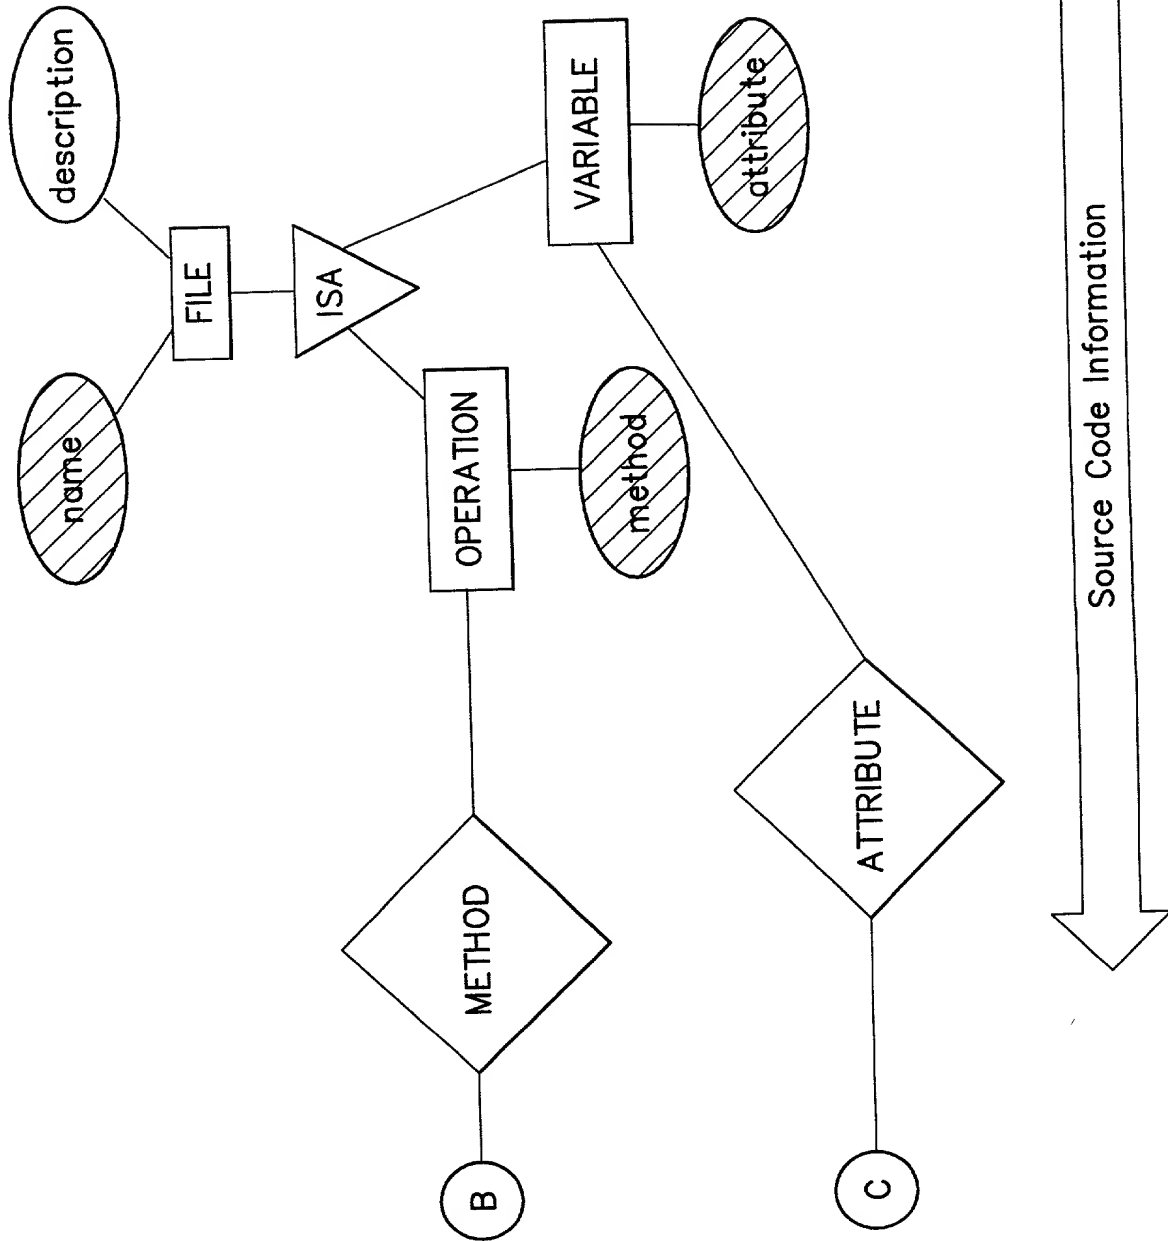 description
name
FILE
ISA
VARIABLE
attribute
OPERATION
method
METHOD
ATTRIBUTE
B
C
Source Code Information